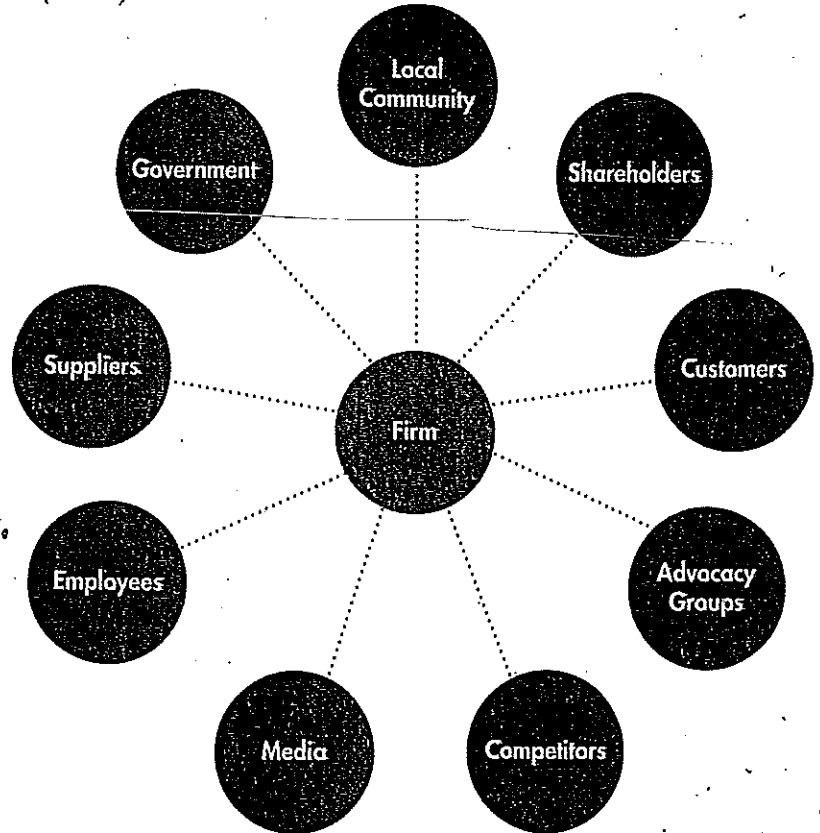 Local
Community
Government
Shareholders
Suppliers
Customers
Firm
Employees
Advocacy
Groups
Media
Competitors